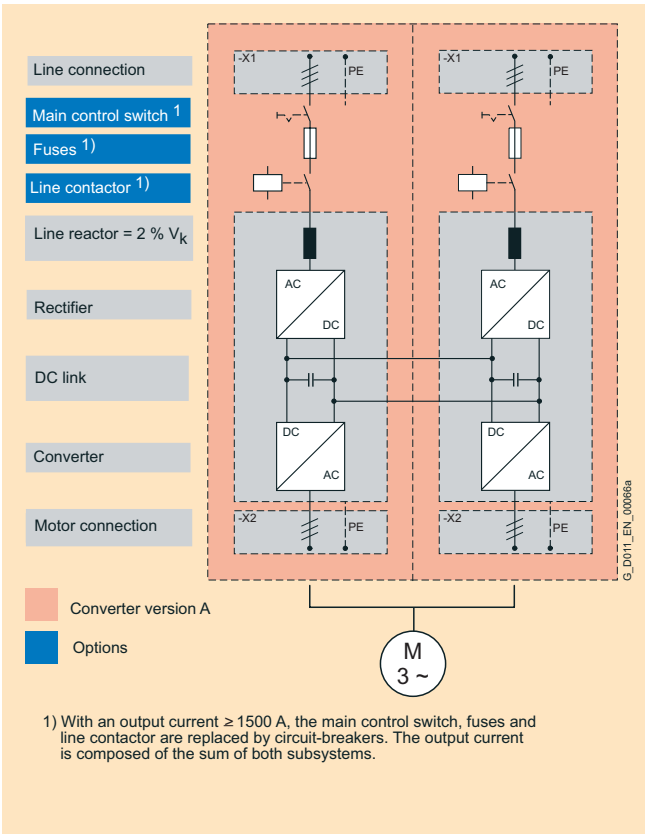 -X1
PE
-X1
PE
Line connection
Main control switch 1
Fuses 1)
Line contactor 1)
Line reactor = 2 % Vk
AC
DC
AC
DC
Rectifier
DC link
DC
AC
DC
AC
Converter
-X2
PE
-X2
PE
Motor connection
G_D011_EN_00066a
Converter version A
Options
M
3 ~
1) With an output current ≥ 1500 A, the main control switch, fuses and
line contactor are replaced by circuit-breakers. The output current
is composed of the sum of both subsystems.